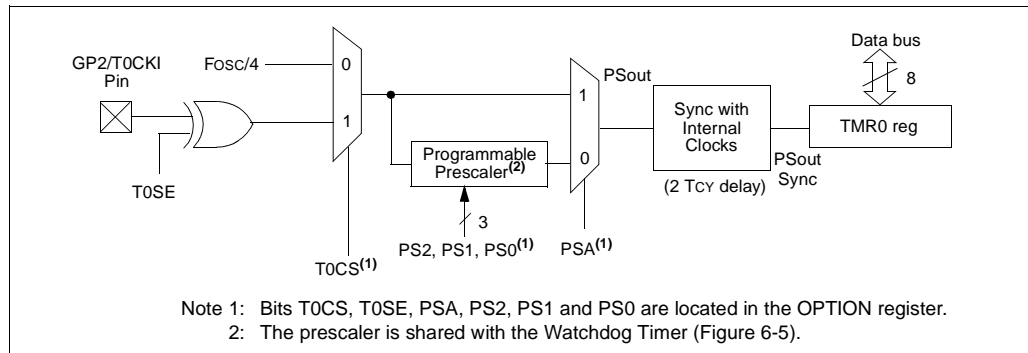 GP2/T0CKI
Pin
T0SE
FOSC/4
0
1
T0CS(1)
Programmable
Prescaler(2)
3
PS2, PS1, PS0(1)
1
0
PSA(1)
PSout
Sync with
Internal
Clocks
(2 TCY delay)
PSout
Sync
Data bus
8
TMR0 reg
Note 1: Bits T0CS, T0SE, PSA, PS2, PS1 and PS0 are located in the OPTION register.
2: The prescaler is shared with the Watchdog Timer (Figure 6-5).